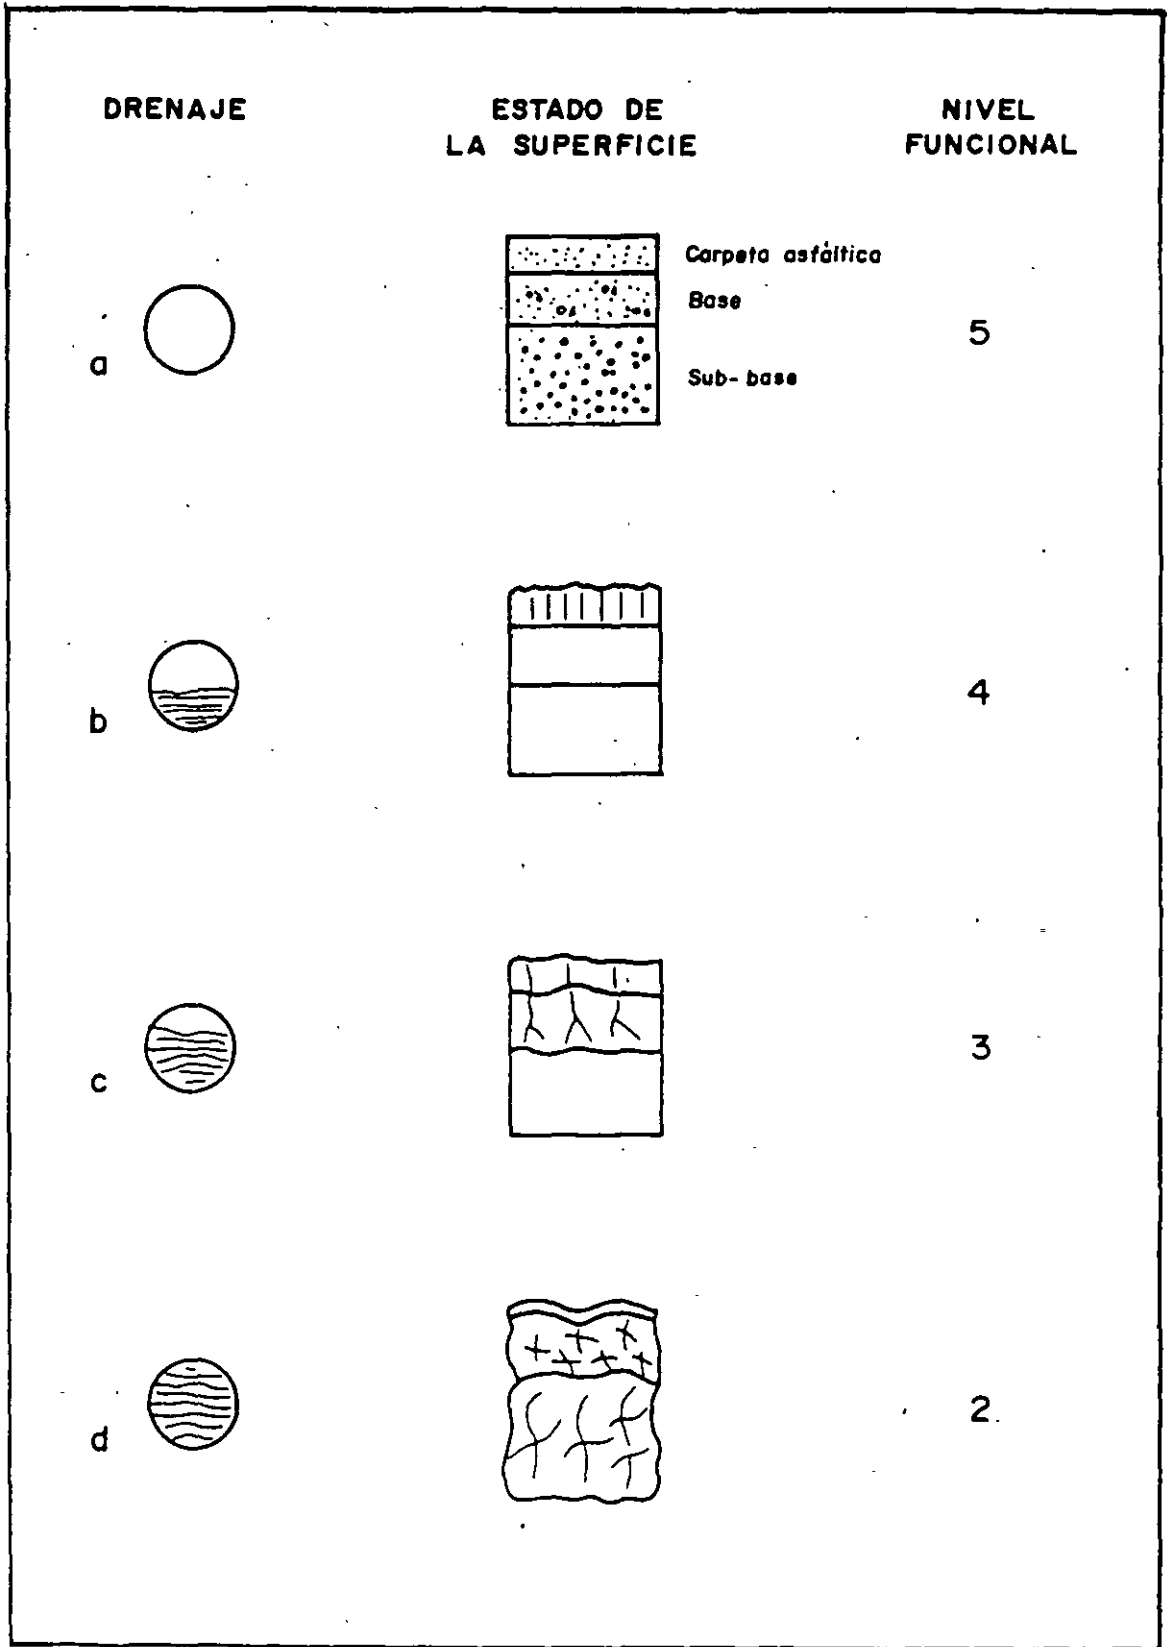 DRENAJE
ESTADO DE
LA SUPERFICIE
NIVEL
FUNCIONAL
Carpeta asfáltica
Base
Sub-base
a
5
b
4
c
3
d
2